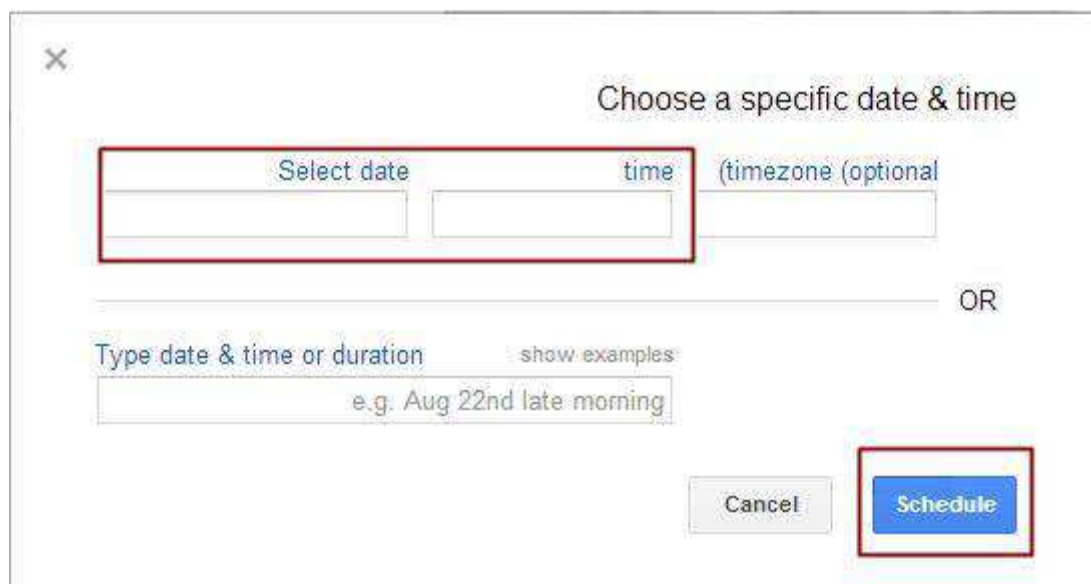 ×
Choose a specific date & time
Select date time (timezone (optional
OR
Type date & time or duration show examples
e.g. Aug 22nd late morning
Cancel Schedule